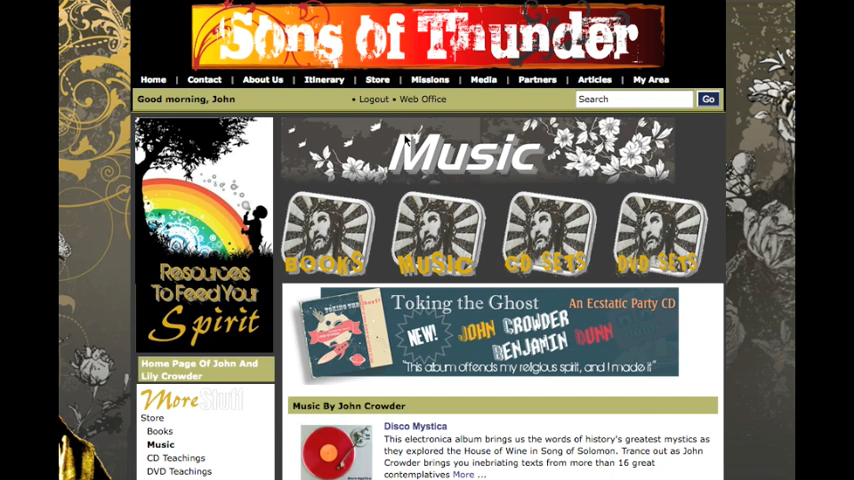 Sons of Thunder
Home | Contact | About Us | Itinerary | Store | Missions | Media | Partners | Articles | My Area
Good morning, John
• Logout • Web Office
Search
Go
Resources
To Feed Your
Spirit
Music
BOOKS
MUSIC
CD SETS
DVD SETS
TOKING THE GHOST
Toking the Ghost
An Ecstatic Party CD
NEW!
JOHN CROWDER
BENJAMIN DUNN
"This album offends my religious spirit, and I made it"
Home Page Of John And
Lily Crowder
More Stuff
Store
Books
Music
CD Teachings
DVD Teachings
Music By John Crowder
Disco Mystica
This electronica album brings us the words of history's greatest mystics as
they explored the House of Wine in Song of Solomon. Trance out as John
Crowder brings you inebriating texts from more than 16 great
contemplatives More ...